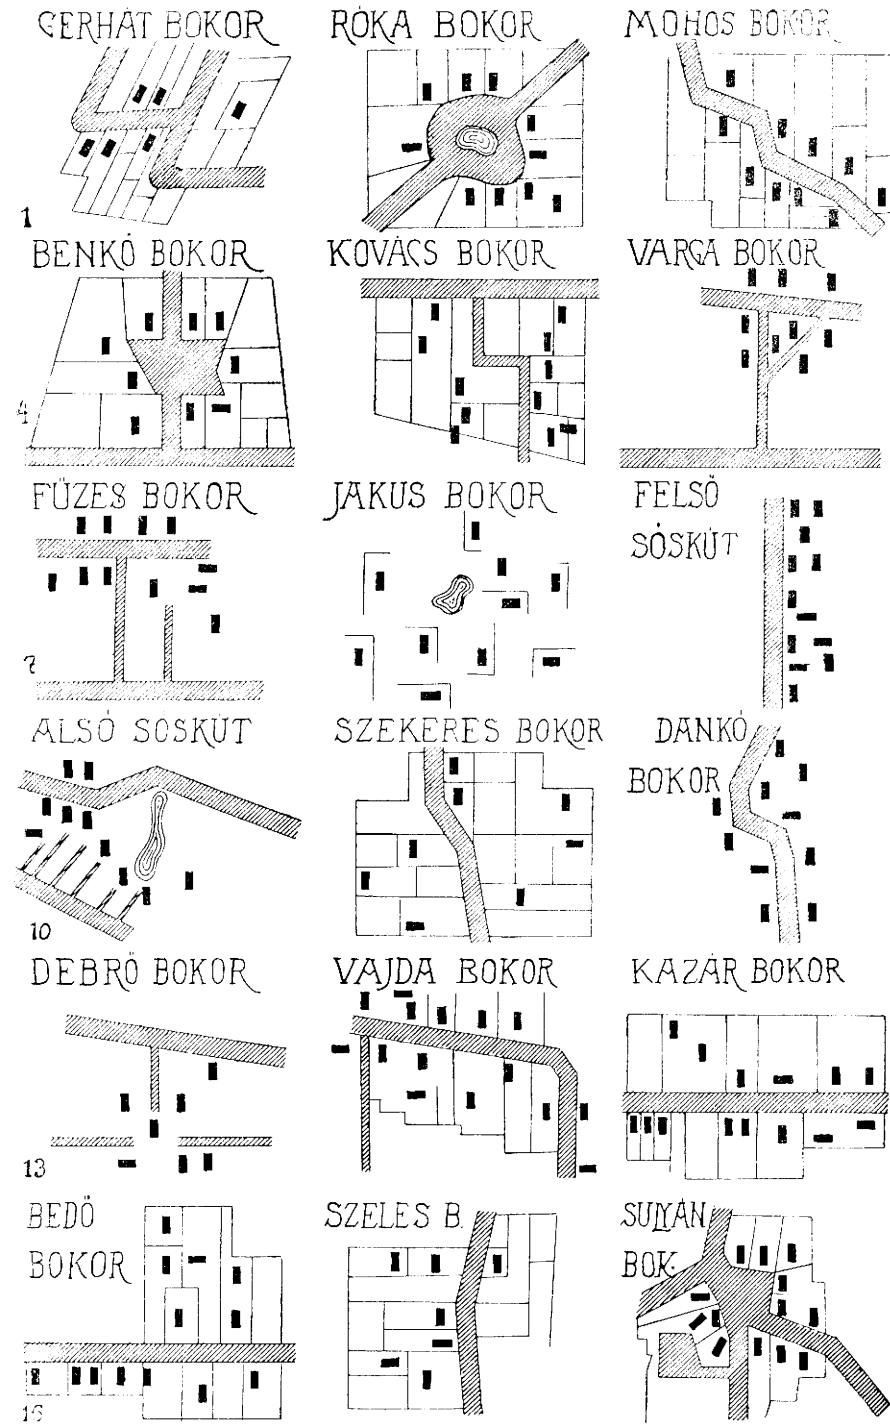 GERHÁT BOKOR
RÓKA BOKOR
MOHOS BOKOR
1
BENKÓ BOKOR
KOVÁCS BOKOR
VARGA BOKOR
4
FŰZES BOKOR
JAKUS BOKOR
FELSŐ
SÓSKÚT
7
ALSÓ SÓSKÚT
SZEKERES BOKOR
DANKÓ
BOKOR
10
DEBRŐ BOKOR
VAJDA BOKOR
KAZÁR BOKOR
13
BEDŐ
BOKOR
SZELES B.
SULYÁN
BOK.
16